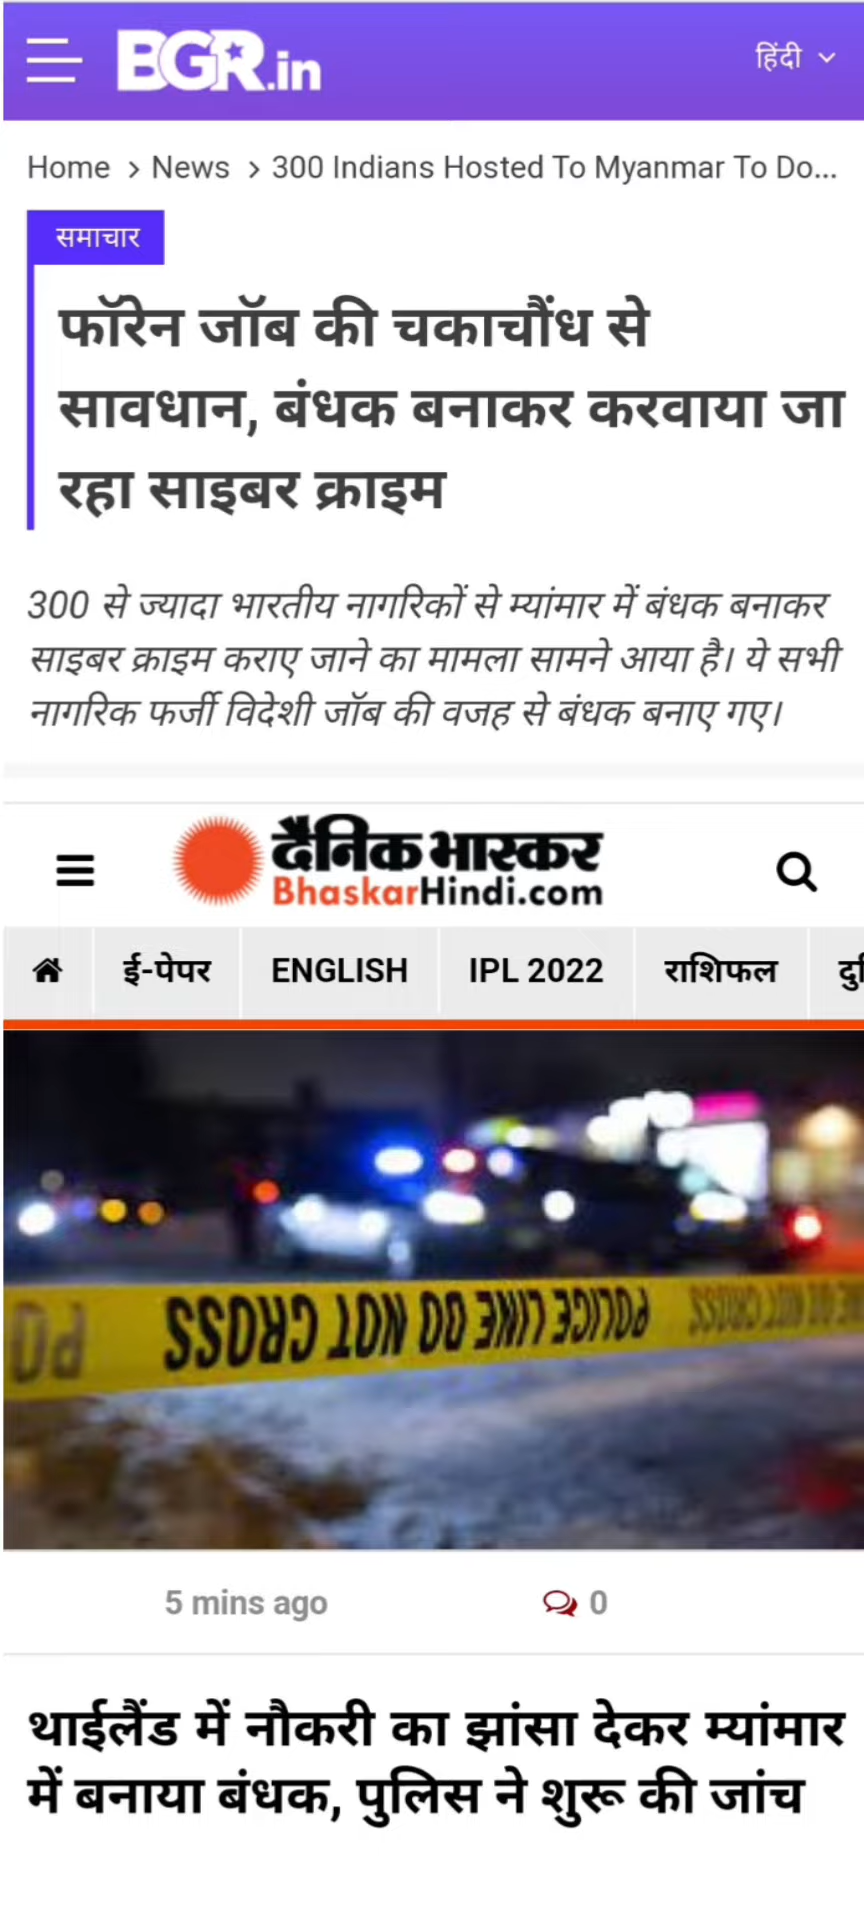 BGR.in
हिंदी
Home > News > 300 Indians Hosted To Myanmar To Do...
समाचार
फॉरेन जॉब की चकाचौंध से
सावधान, बंधक बनाकर करवाया जा
रहा साइबर क्राइम
300 से ज्यादा भारतीय नागरिकों से म्यांमार में बंधक बनाकर
साइबर क्राइम कराए जाने का मामला सामने आया है। ये सभी
नागरिक फर्जी विदेशी जॉब की वजह से बंधक बनाए गए।
दैनिक भास्कर
BhaskarHindi.com
ई-पेपर ENGLISH IPL 2022 राशिफल
PO POLICE LINE DO NOT CROSS
5 mins ago 0
थाईलैंड में नौकरी का झांसा देकर म्यांमार
में बनाया बंधक, पुलिस ने शुरू की जांच